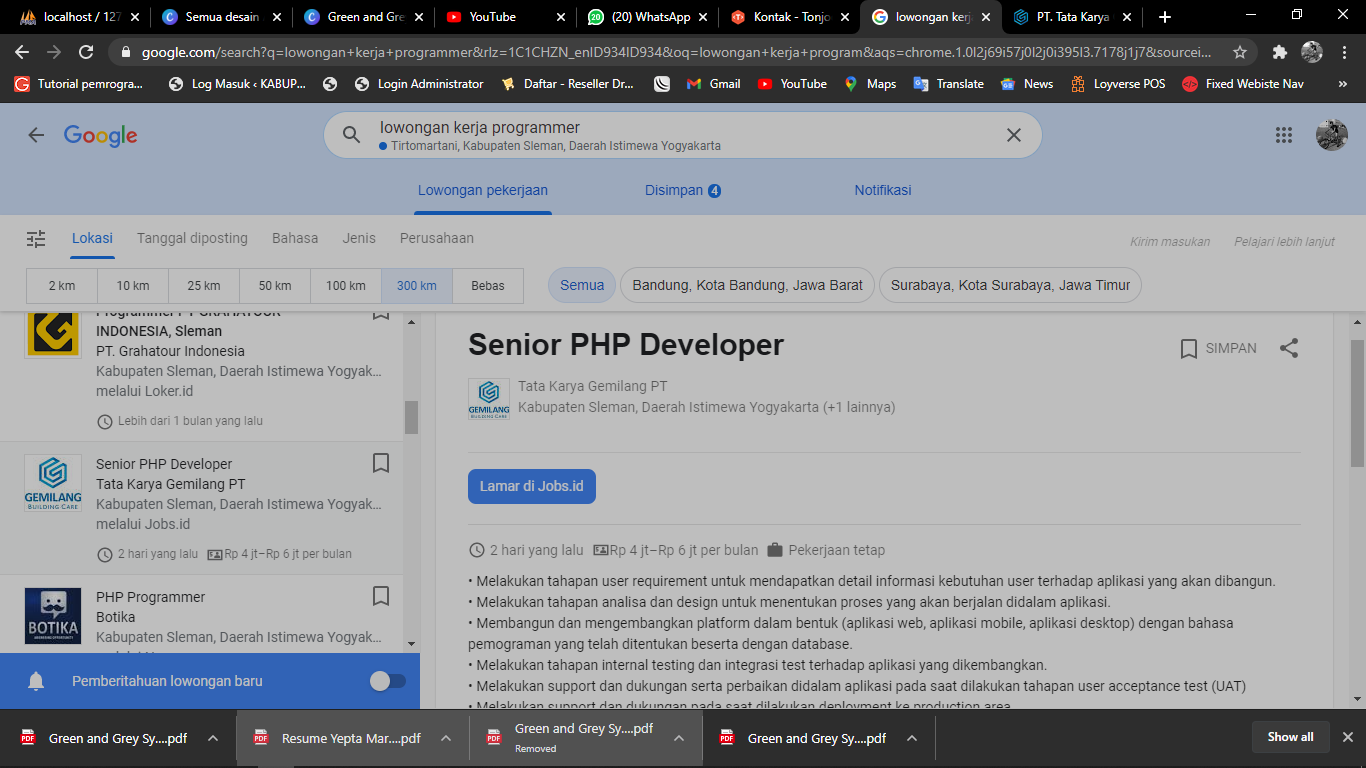 localhost / 127
Semua desain
Green and Gre
YouTube
(20) WhatsApp
Kontak - Tonjo
lowongan kerj
PT. Tata Karya
google.com/search?q=lowongan+kerja+programmer&rlz=1C1CHZN_enID934ID934&oq=lowongan+kerja+program&aqs=chrome.1.0l2j69i57j0l2j0i395l3.7178j1j7&sourcei...
Tutorial pemrogra...
Log Masuk ‹ KABUP...
Login Administrator
Daftar - Reseller Dr...
Gmail
YouTube
Maps
Translate
News
Loyverse POS
Fixed Webiste Nav
Google
lowongan kerja programmer
Tirtomartani, Kabupaten Sleman, Daerah Istimewa Yogyakarta
Lowongan pekerjaan
Disimpan 4
Notifikasi
Lokasi
Tanggal diposting
Bahasa
Jenis
Perusahaan
Kirim masukan
Pelajari lebih lanjut
2 km
10 km
25 km
50 km
100 km
300 km
Bebas
Semua
Bandung, Kota Bandung, Jawa Barat
Surabaya, Kota Surabaya, Jawa Timur
Programmer PT GRAHATOUR
INDONESIA, Sleman
PT. Grahatour Indonesia
Kabupaten Sleman, Daerah Istimewa Yogyak...
melalui Loker.id
Lebih dari 1 bulan yang lalu
GEMILANG
BUILDING CARE
Senior PHP Developer
Tata Karya Gemilang PT
Kabupaten Sleman, Daerah Istimewa Yogyak...
melalui Jobs.id
2 hari yang lalu
Rp 4 jt–Rp 6 jt per bulan
BOTIKA
PHP Programmer
Botika
Kabupaten Sleman, Daerah Istimewa Yogyak...
Pemberitahuan lowongan baru
Senior PHP Developer
SIMPAN
GEMILANG
BUILDING CARE
Tata Karya Gemilang PT
Kabupaten Sleman, Daerah Istimewa Yogyakarta (+1 lainnya)
Lamar di Jobs.id
2 hari yang lalu
Rp 4 jt–Rp 6 jt per bulan
Pekerjaan tetap
• Melakukan tahapan user requirement untuk mendapatkan detail informasi kebutuhan user terhadap aplikasi yang akan dibangun.
• Melakukan tahapan analisa dan design untuk menentukan proses yang akan berjalan didalam aplikasi.
• Membangun dan mengembangkan platform dalam bentuk (aplikasi web, aplikasi mobile, aplikasi desktop) dengan bahasa
pemograman yang telah ditentukan beserta dengan database.
• Melakukan tahapan internal testing dan integrasi test terhadap aplikasi yang dikembangkan.
• Melakukan support dan dukungan serta perbaikan didalam aplikasi pada saat dilakukan tahapan user acceptance test (UAT)
• Melakukan support dan dukungan pada saat dilakukan deployment ke production area
Green and Grey Sy....pdf
Resume Yepta Mar....pdf
Green and Grey Sy....pdf
Removed
Green and Grey Sy....pdf
Show all